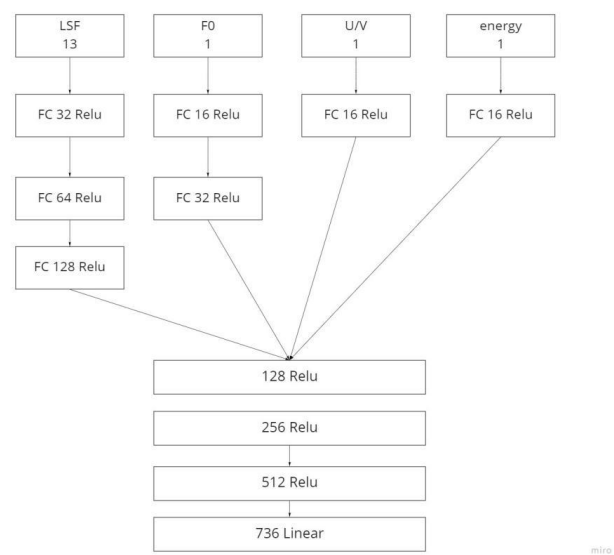 LSF
13
F0
1
U/V
1
energy
1
FC 32 Relu
FC 16 Relu
FC 16 Relu
FC 16 Relu
FC 64 Relu
FC 32 Relu
FC 128 Relu
128 Relu
256 Relu
512 Relu
736 Linear
miro